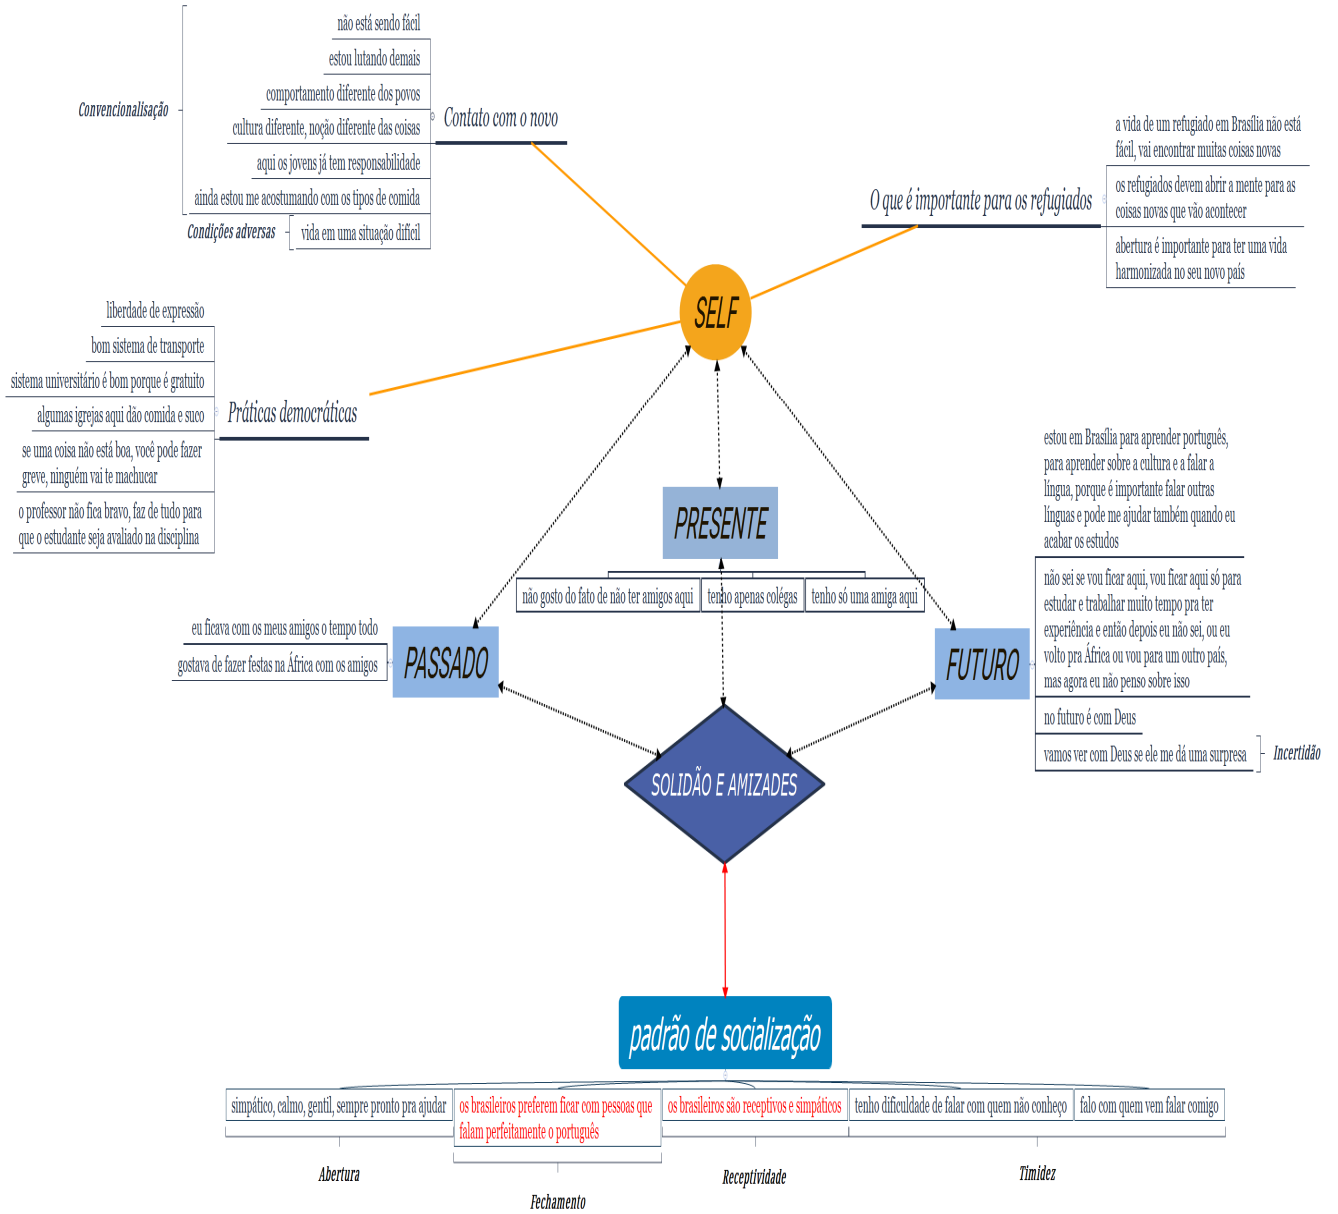 não está sendo fácil
estou lutando demais
comportamento diferente dos povos
cultura diferente, noção diferente das coisas
aqui os jovens já tem responsabilidade
ainda estou me acostumando com os tipos de comida
vida em uma situação difícil
Convencionalisação
Condições adversas
Contato com o novo
O que é importante para os refugiados
a vida de um refugiado em Brasília não está
fácil, vai encontrar muitas coisas novas
os refugiados devem abrir a mente para as
coisas novas que vão acontecer
abertura é importante para ter uma vida
harmonizada no seu novo país
SELF
liberdade de expressão
bom sistema de transporte
sistema universitário é bom porque é gratuito
algumas igrejas aqui dão comida e suco
se uma coisa não está boa, você pode fazer
greve, ninguém vai te machucar
o professor não fica bravo, faz de tudo para
que o estudante seja avaliado na disciplina
Práticas democráticas
PRESENTE
não gosto do fato de não ter amigos aqui
tenho apenas colégas
tenho só uma amiga aqui
eu ficava com os meus amigos o tempo todo
gostava de fazer festas na África com os amigos
PASSADO
FUTURO
estou em Brasília para aprender português,
para aprender sobre a cultura e a falar a
língua, porque é importante falar outras
línguas e pode me ajudar também quando eu
acabar os estudos
não sei se vou ficar aqui, vou ficar aqui só para
estudar e trabalhar muito tempo pra ter
experiência e então depois eu não sei, ou eu
volto pra África ou vou para um outro país,
mas agora eu não penso sobre isso
no futuro é com Deus
vamos ver com Deus se ele me dá uma surpresa
Incertidão
SOLIDÃO E AMIZADES
padrão de socialização
simpático, calmo, gentil, sempre pronto pra ajudar
os brasileiros preferem ficar com pessoas que
falam perfeitamente o português
os brasileiros são receptivos e simpáticos
tenho dificuldade de falar com quem não conheço
falo com quem vem falar comigo
Abertura
Fechamento
Receptividade
Timidez